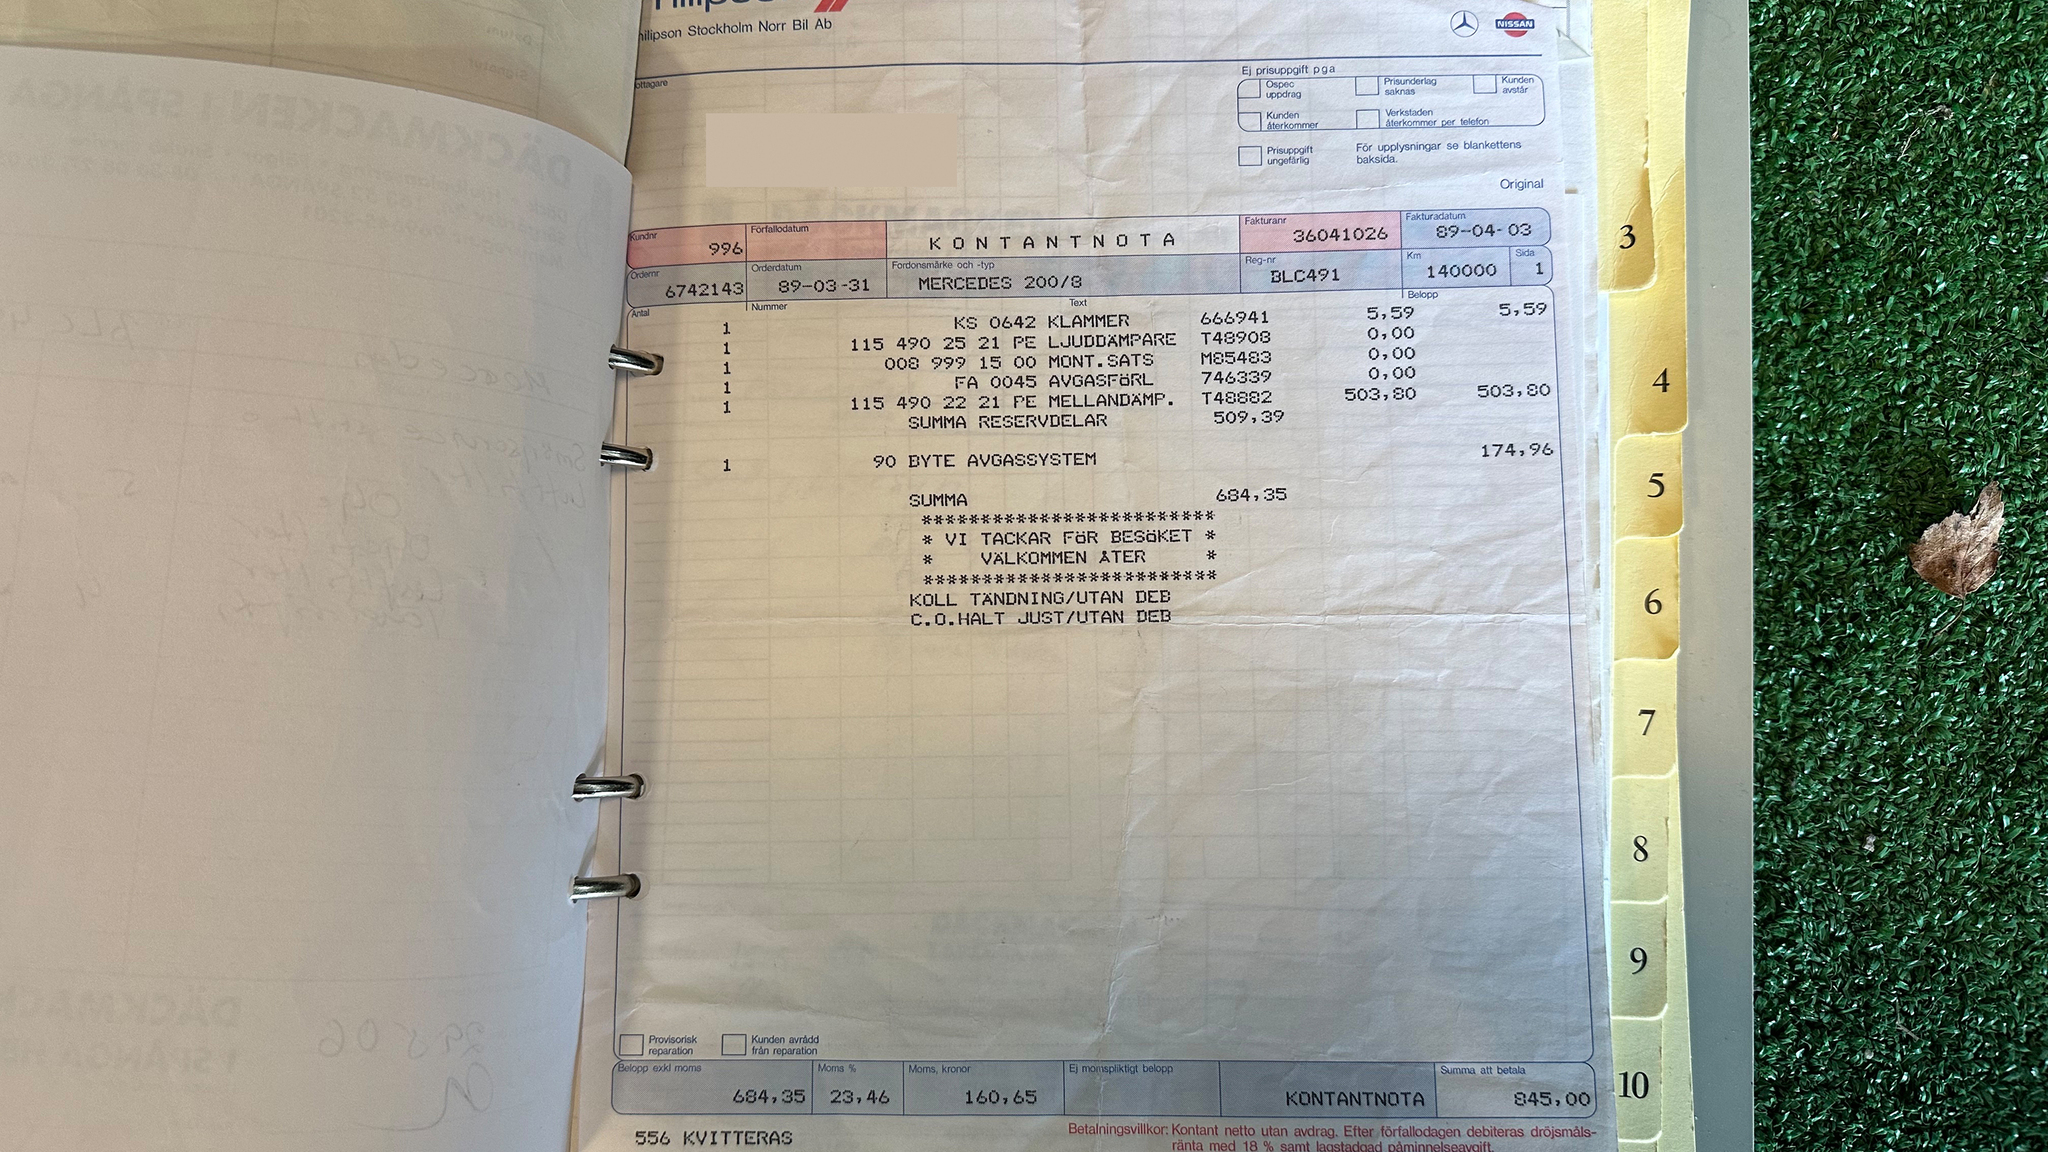 Philipson Stockholm Norr Bil Ab
NISSAN
Ej prisuppgift pga
Ospec uppdrag
Prisunderlag saknas
Kunden avstår
Kunden återkommer
Verkstaden återkommer per telefon
Prisuppgift ungefärlig
För upplysningar se blankettens baksida.
Original
Kundnr 996
Förfallodatum
KONTANTNOTA
Fakturanr 36041026
Fakturadatum 89-04-03
Ordernr 6742143
Orderdatum 89-03-31
Fordonsmärke och -typ MERCEDES 200/8
Reg-nr BLC491
Km 140000
Sida 1
Antal Nummer Text Belopp
1 KS 0642 KLAMMER 666941 5,59 5,59
1 115 490 25 21 PE LJUDDÄMPARE T48908 0,00
1 008 999 15 00 MONT.SATS M85483 0,00
1 FA 0045 AVGASFÖRL 746339 0,00
1 115 490 22 21 PE MELLANDÄMP. T48882 503,80 503,80
SUMMA RESERVDELAR 509,39
1 90 BYTE AVGASSYSTEM 174,96
SUMMA 684,35
*************************
* VI TACKAR FÖR BESÖKET *
* VÄLKOMMEN ÅTER *
*************************
KOLL TÄNDNING/UTAN DEB
C.O.HALT JUST/UTAN DEB
Provisorisk reparation
Kunden avrådd från reparation
Belopp exkl moms 684,35
Moms % 23,46
Moms, kronor 160,65
Ej momspliktigt belopp
KONTANTNOTA
Summa att betala 845,00
556 KVITTERAS
Betalningsvillkor: Kontant netto utan avdrag. Efter förfallodagen debiteras dröjsmåls-
ränta med 18 % samt lagstadgad påminnelseavgift.
3
4
5
6
7
8
9
10